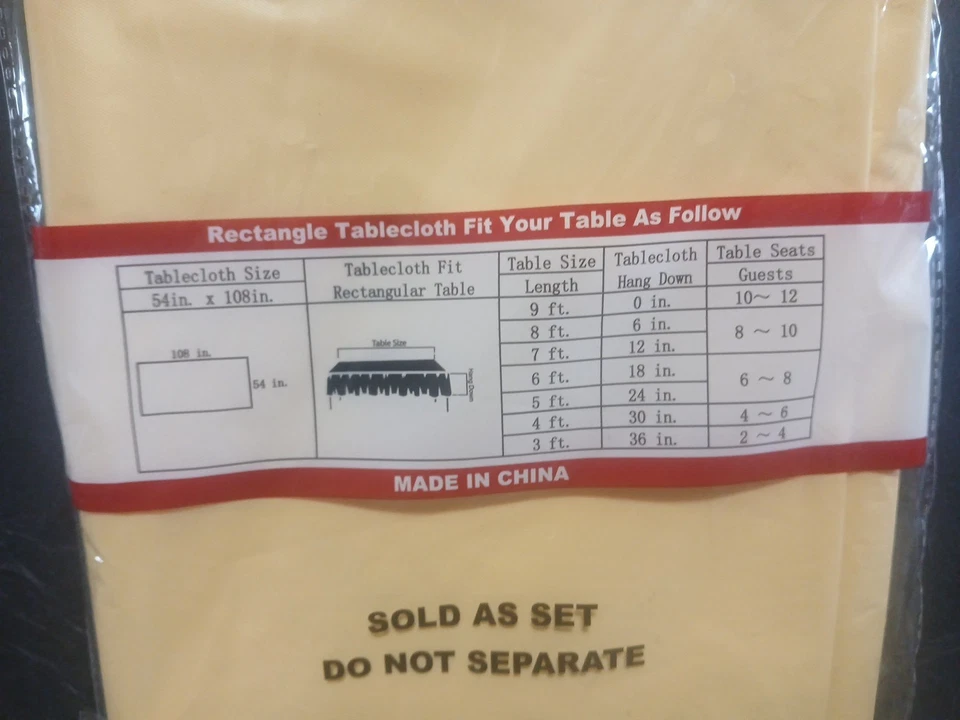 Rectangle Tablecloth Fit Your Table As Follow
Tablecloth Size
54in. x 108in.
108 in.
54 in.
Tablecloth Fit
Rectangular Table
Table Size
Hang Down
Table Size Tablecloth Table Seats
Length Hang Down Guests
9 ft. 0 in. 10~ 12
8 ft. 6 in. 8 ~ 10
7 ft. 12 in.
6 ft. 18 in. 6 ~ 8
5 ft. 24 in.
4 ft. 30 in. 4 ~ 6
3 ft. 36 in. 2 ~ 4
MADE IN CHINA
SOLD AS SET
DO NOT SEPARATE